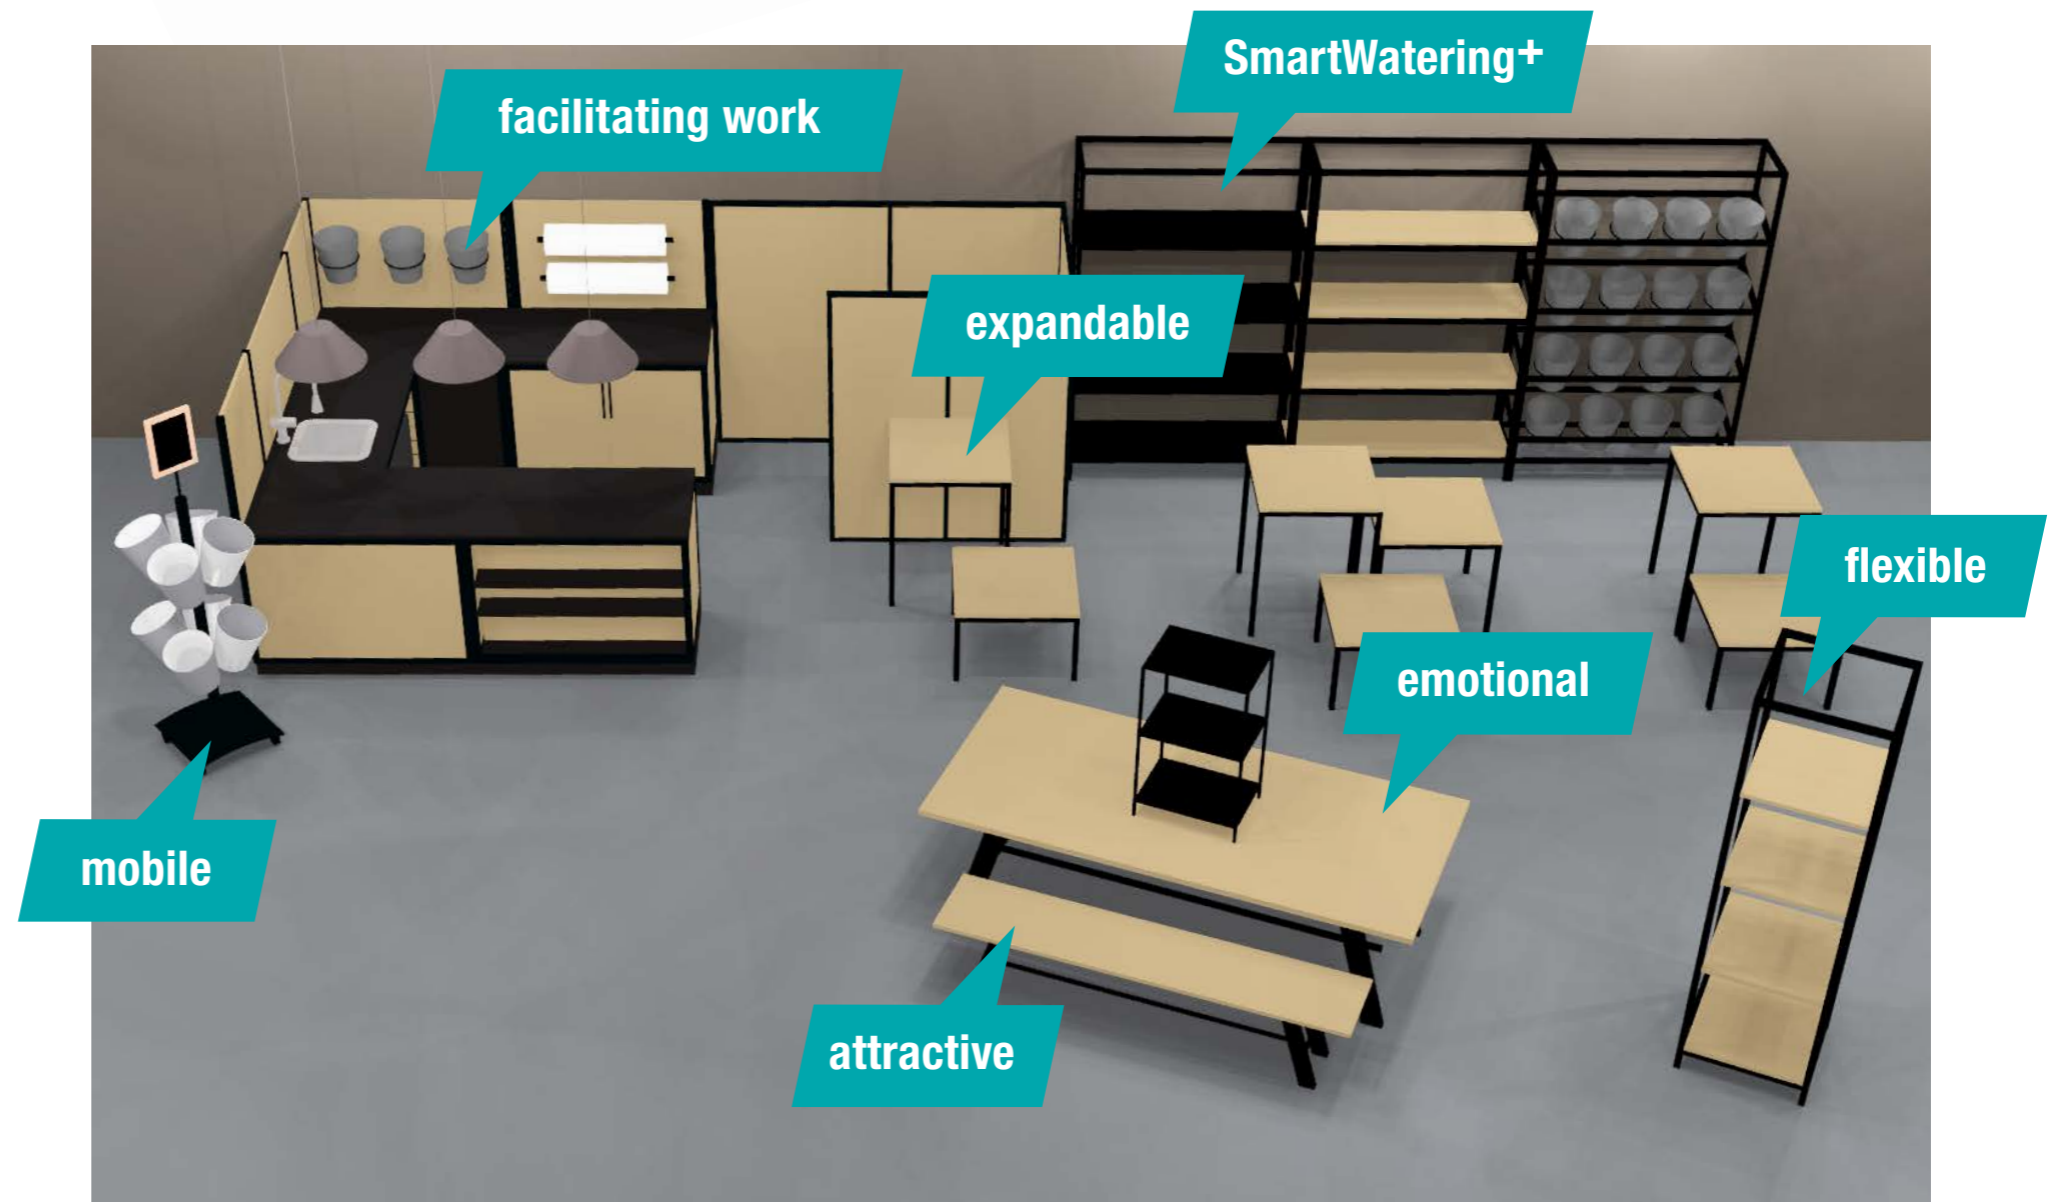 SmartWatering+
facilitating work
expandable
flexible
emotional
mobile
attractive